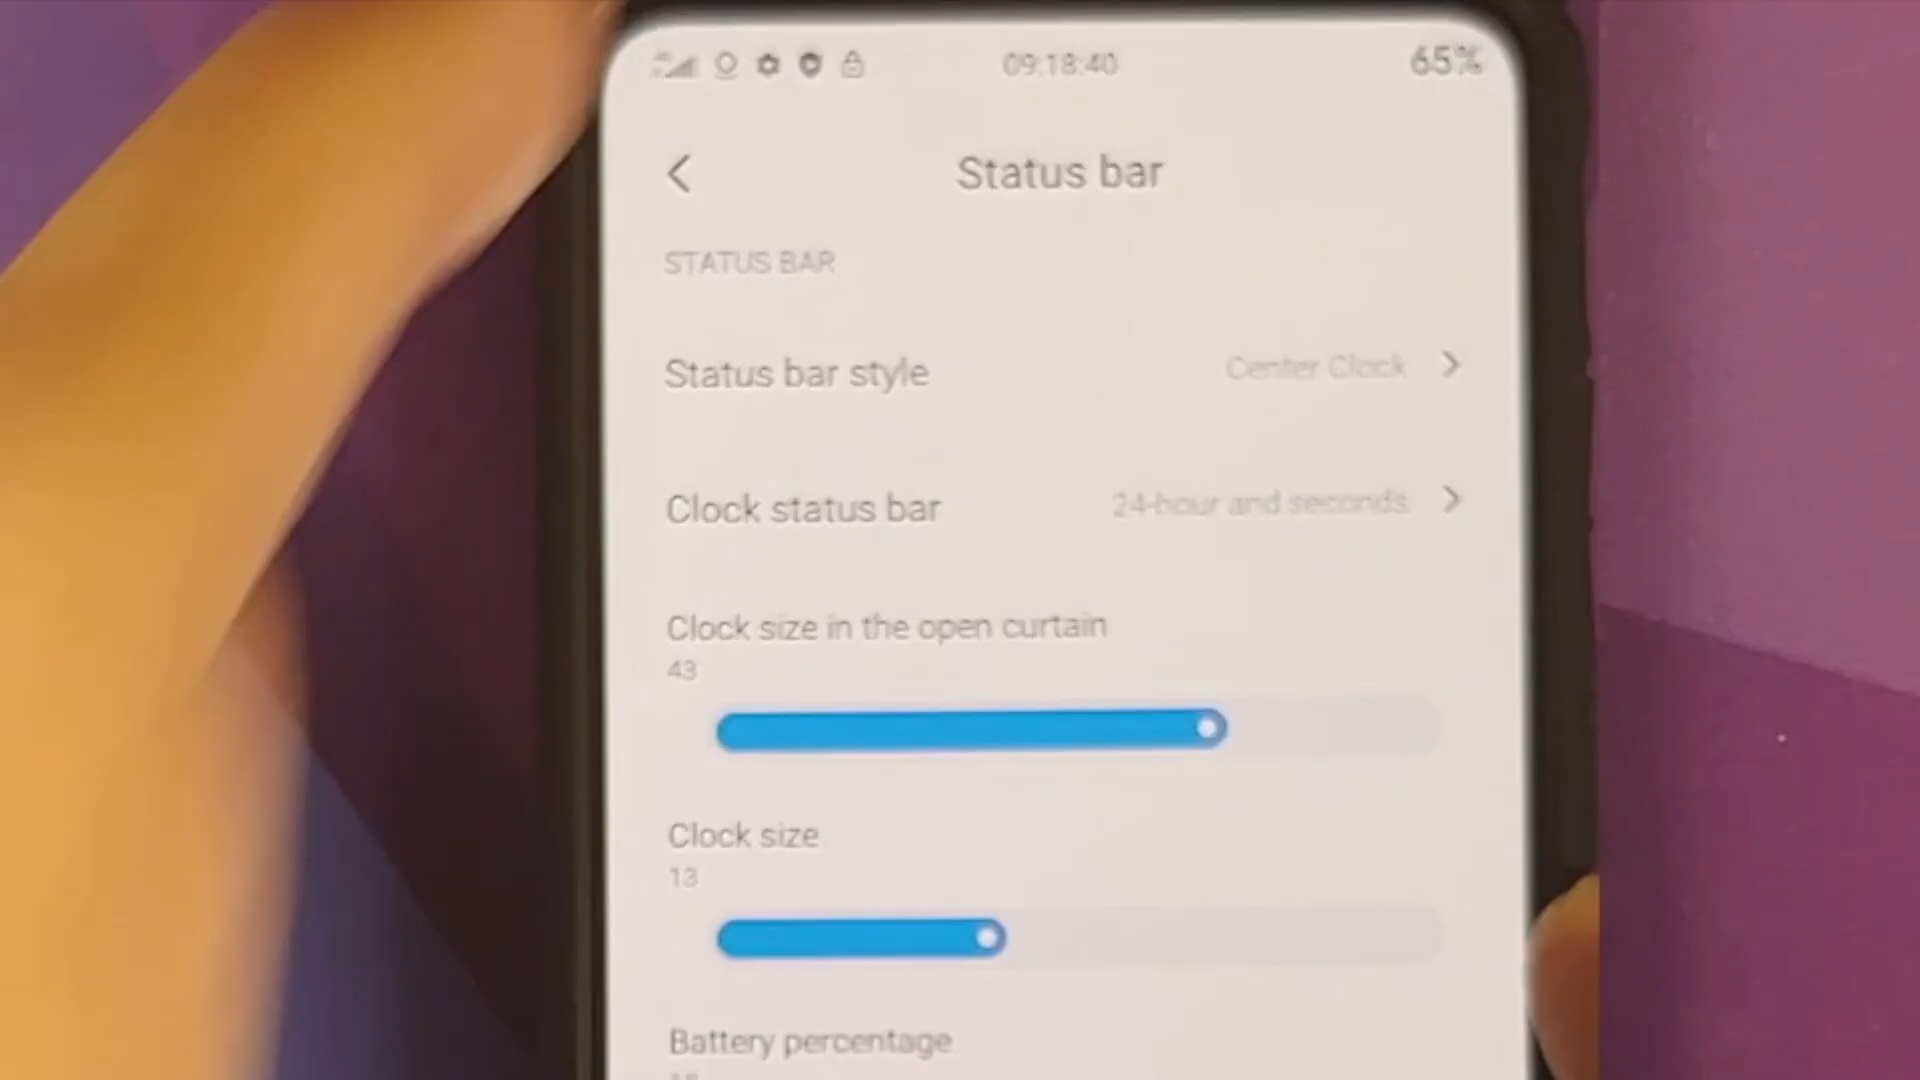 09:18:40 65%
Status bar
STATUS BAR
Status bar style Center Clock
Clock status bar 24-hour and seconds
Clock size in the open curtain
43
Clock size
13
Battery percentage